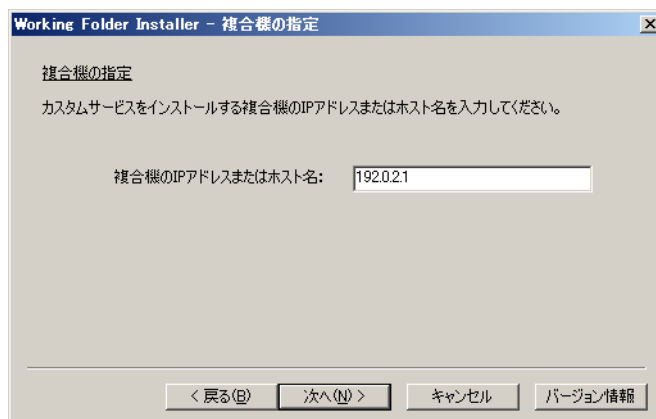 Working Folder Installer - 複合機の指定
複合機の指定
カスタムサービスをインストールする複合機のIPアドレスまたはホスト名を入力してください。
複合機のIPアドレスまたはホスト名: 192.0.2.1
< 戻る(B) 次へ(N) > キャンセル バージョン情報